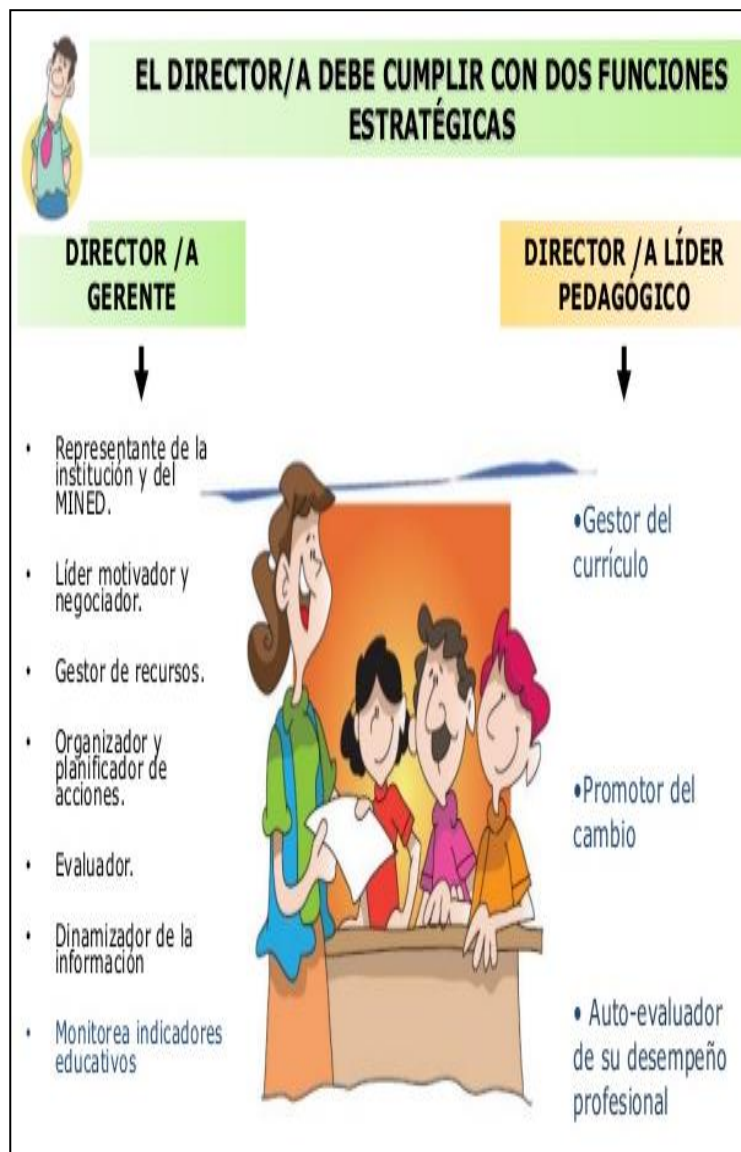 EL DIRECTOR/A DEBE CUMPLIR CON DOS FUNCIONES
ESTRATÉGICAS
DIRECTOR /A
GERENTE
• Representante de la
institución y del
MINED.
• Líder motivador y
negociador.
• Gestor de recursos.
• Organizador y
planificador de
acciones.
• Evaluador.
• Dinamizador de la
información
• Monitorea indicadores
educativos
DIRECTOR /A LÍDER
PEDAGÓGICO
•Gestor del
currículo
•Promotor del
cambio
• Auto-evaluador
de su desempeño
profesional